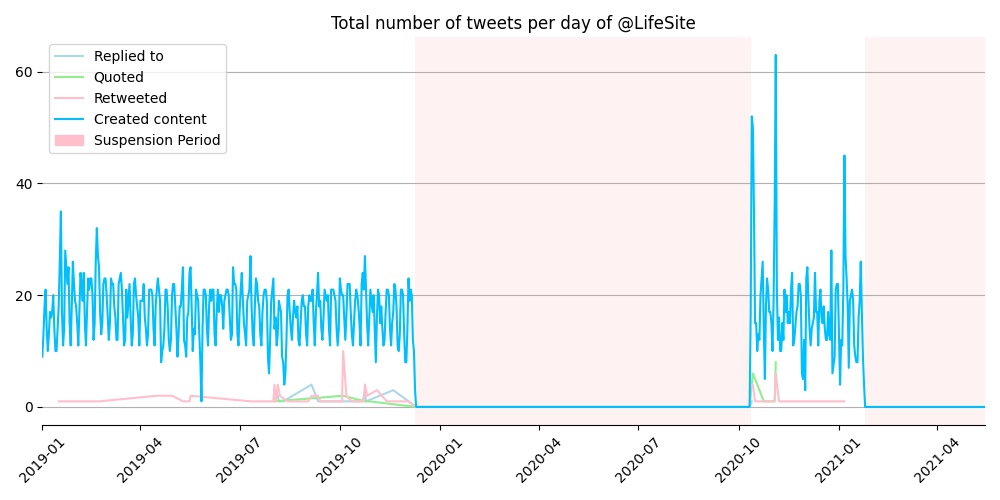 Total number of tweets per day of @LifeSite
Replied to
Quoted
Retweeted
Created content
Suspension Period
60
40
20
0
2019-01
2019-04
2019-07
2019-10
2020-01
2020-04
2020-07
2020-10
2021-01
2021-04